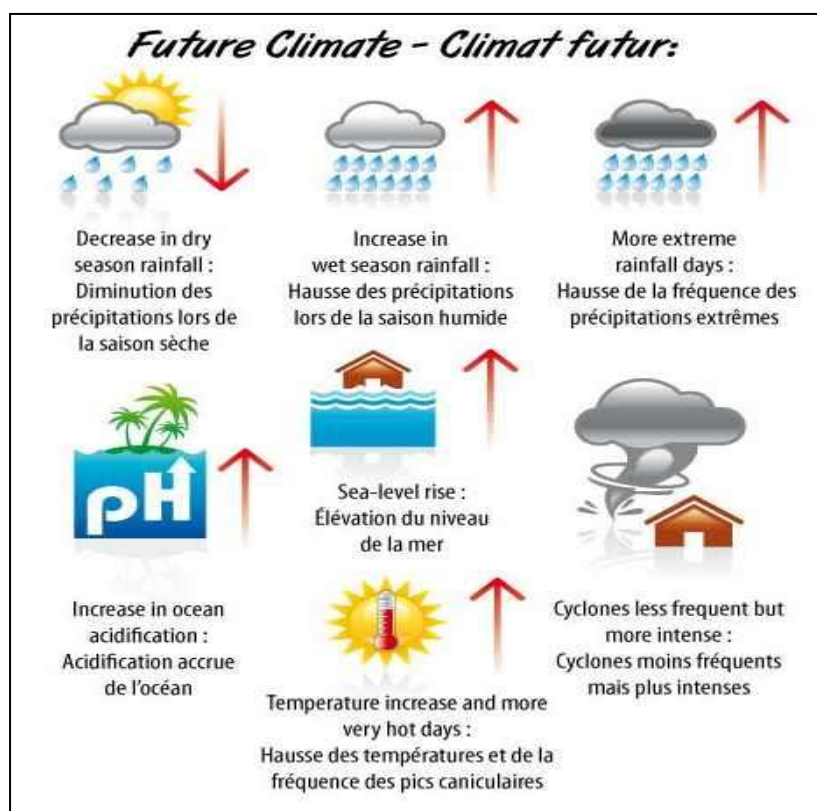 Future Climate - Climat futur:
Decrease in dry
season rainfall :
Diminution des
précipitations lors de
la saison sèche
Increase in
wet season rainfall :
Hausse des précipitations
lors de la saison humide
More extreme
rainfall days :
Hausse de la fréquence des
précipitations extrêmes
pH
Increase in ocean
acidification :
Acidification accrue
de l'océan
Sea-level rise :
Élévation du niveau
de la mer
Cyclones less frequent but
more intense :
Cyclones moins fréquents
mais plus intenses
Temperature increase and more
very hot days :
Hausse des températures et de la
fréquence des pics caniculaires